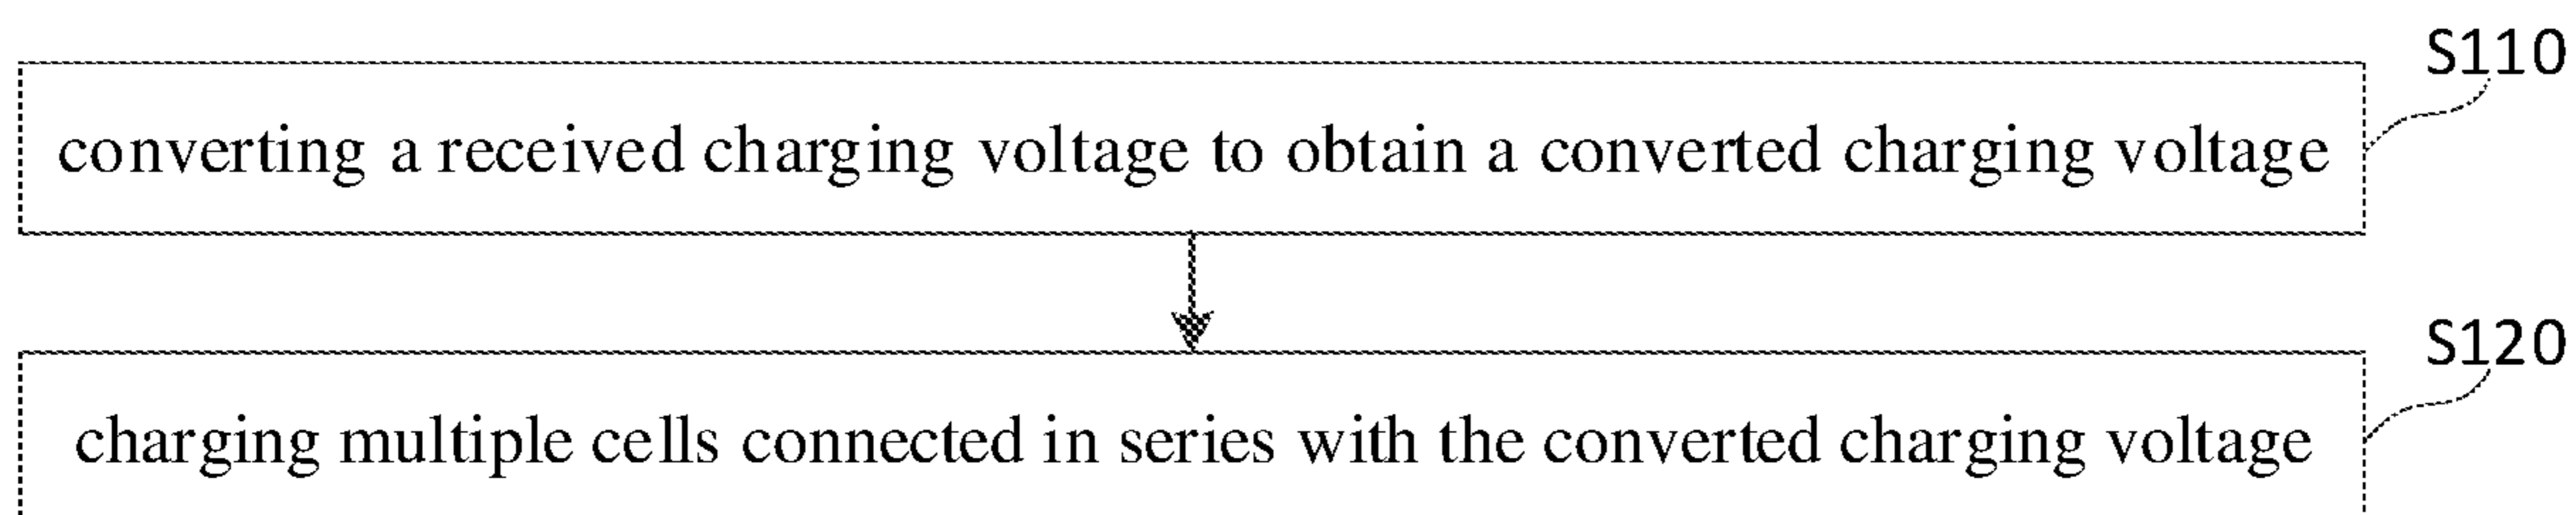 S110
converting a received charging voltage to obtain a converted charging voltage
S120
charging multiple cells connected in series with the converted charging voltage